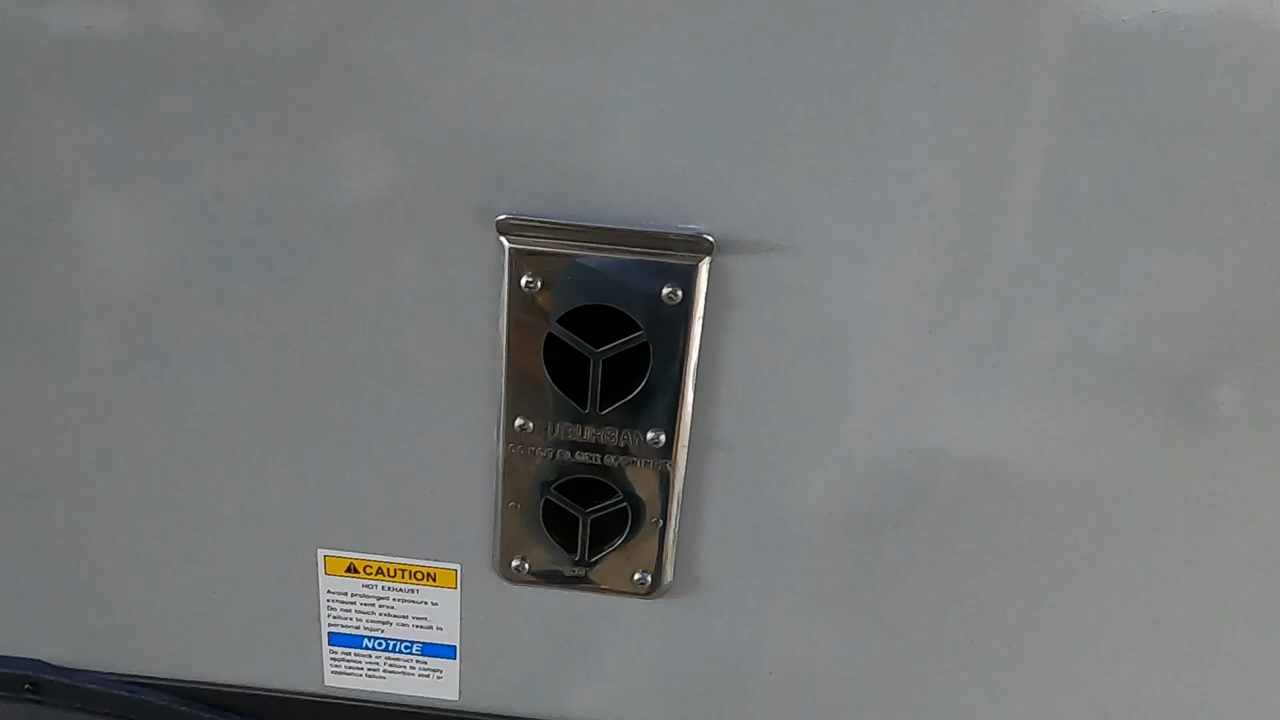 SUBURBAN
DO NOT BLOCK OPENINGS
CAUTION
HOT EXHAUST
Avoid prolonged exposure to
exhaust vent area.
Do not touch exhaust vent.
Failure to comply can result in
personal injury.
NOTICE
Do not block or obstruct this
appliance vent. Failure to comply
can cause wall distortion and / or
appliance failure.